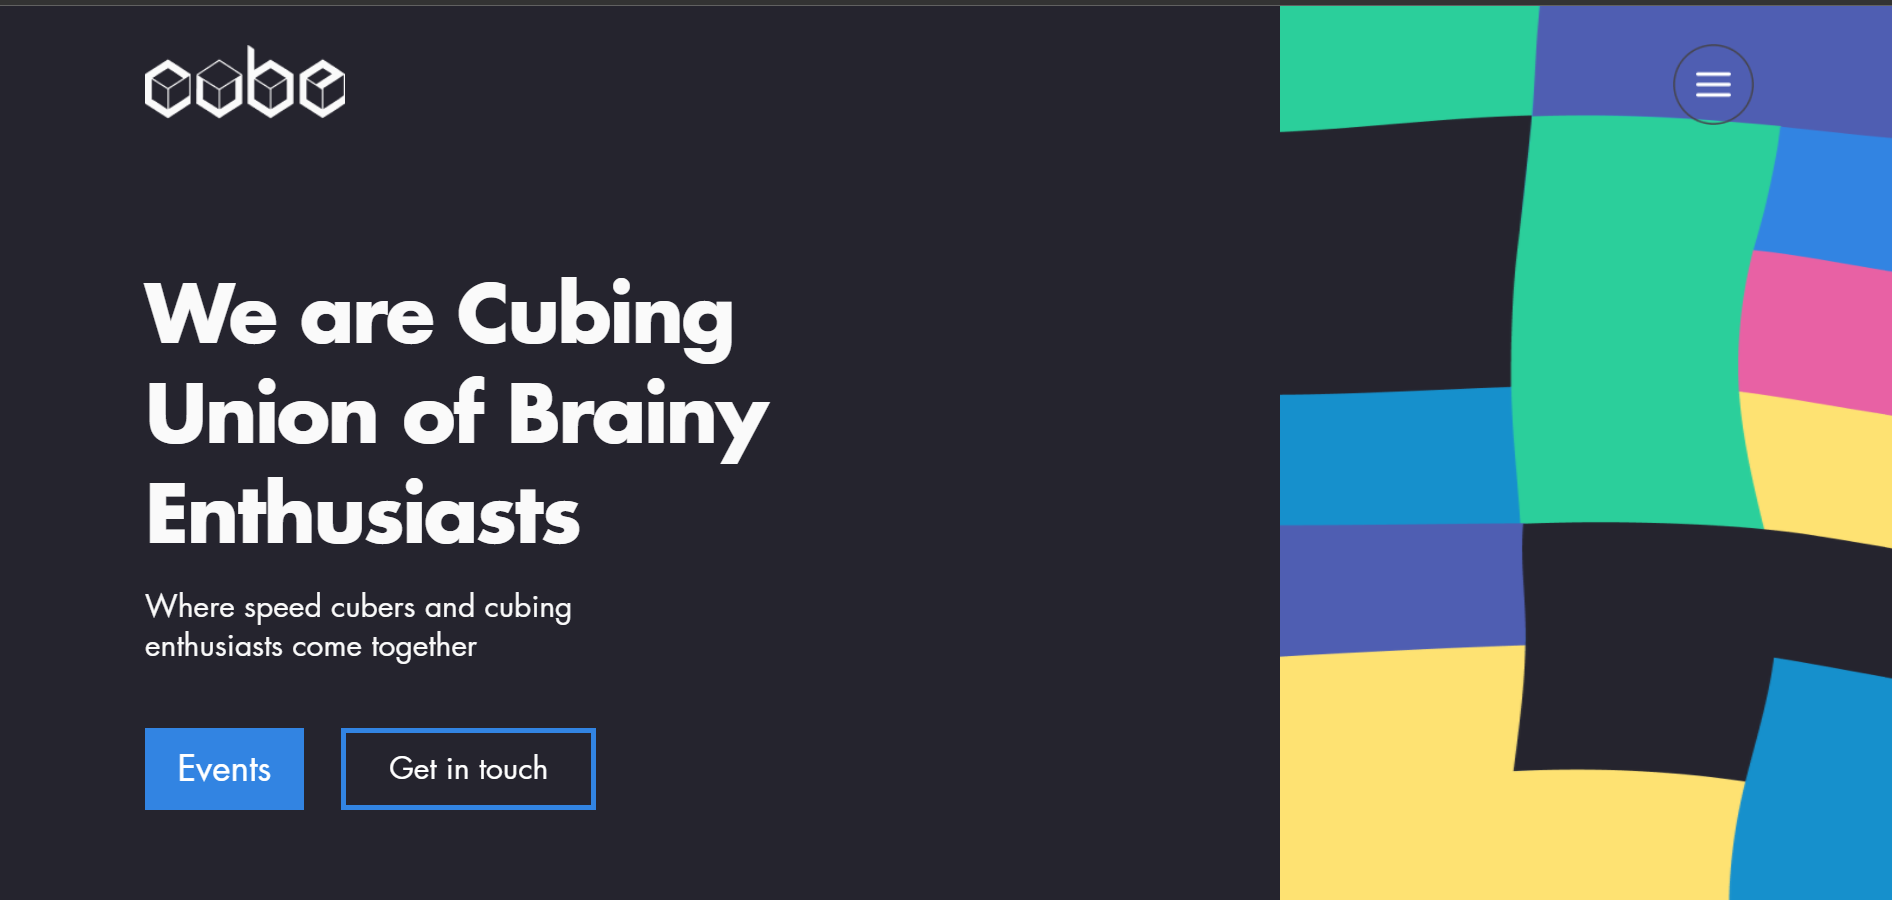 cube
We are Cubing
Union of Brainy
Enthusiasts
Where speed cubers and cubing
enthusiasts come together
Events
Get in touch